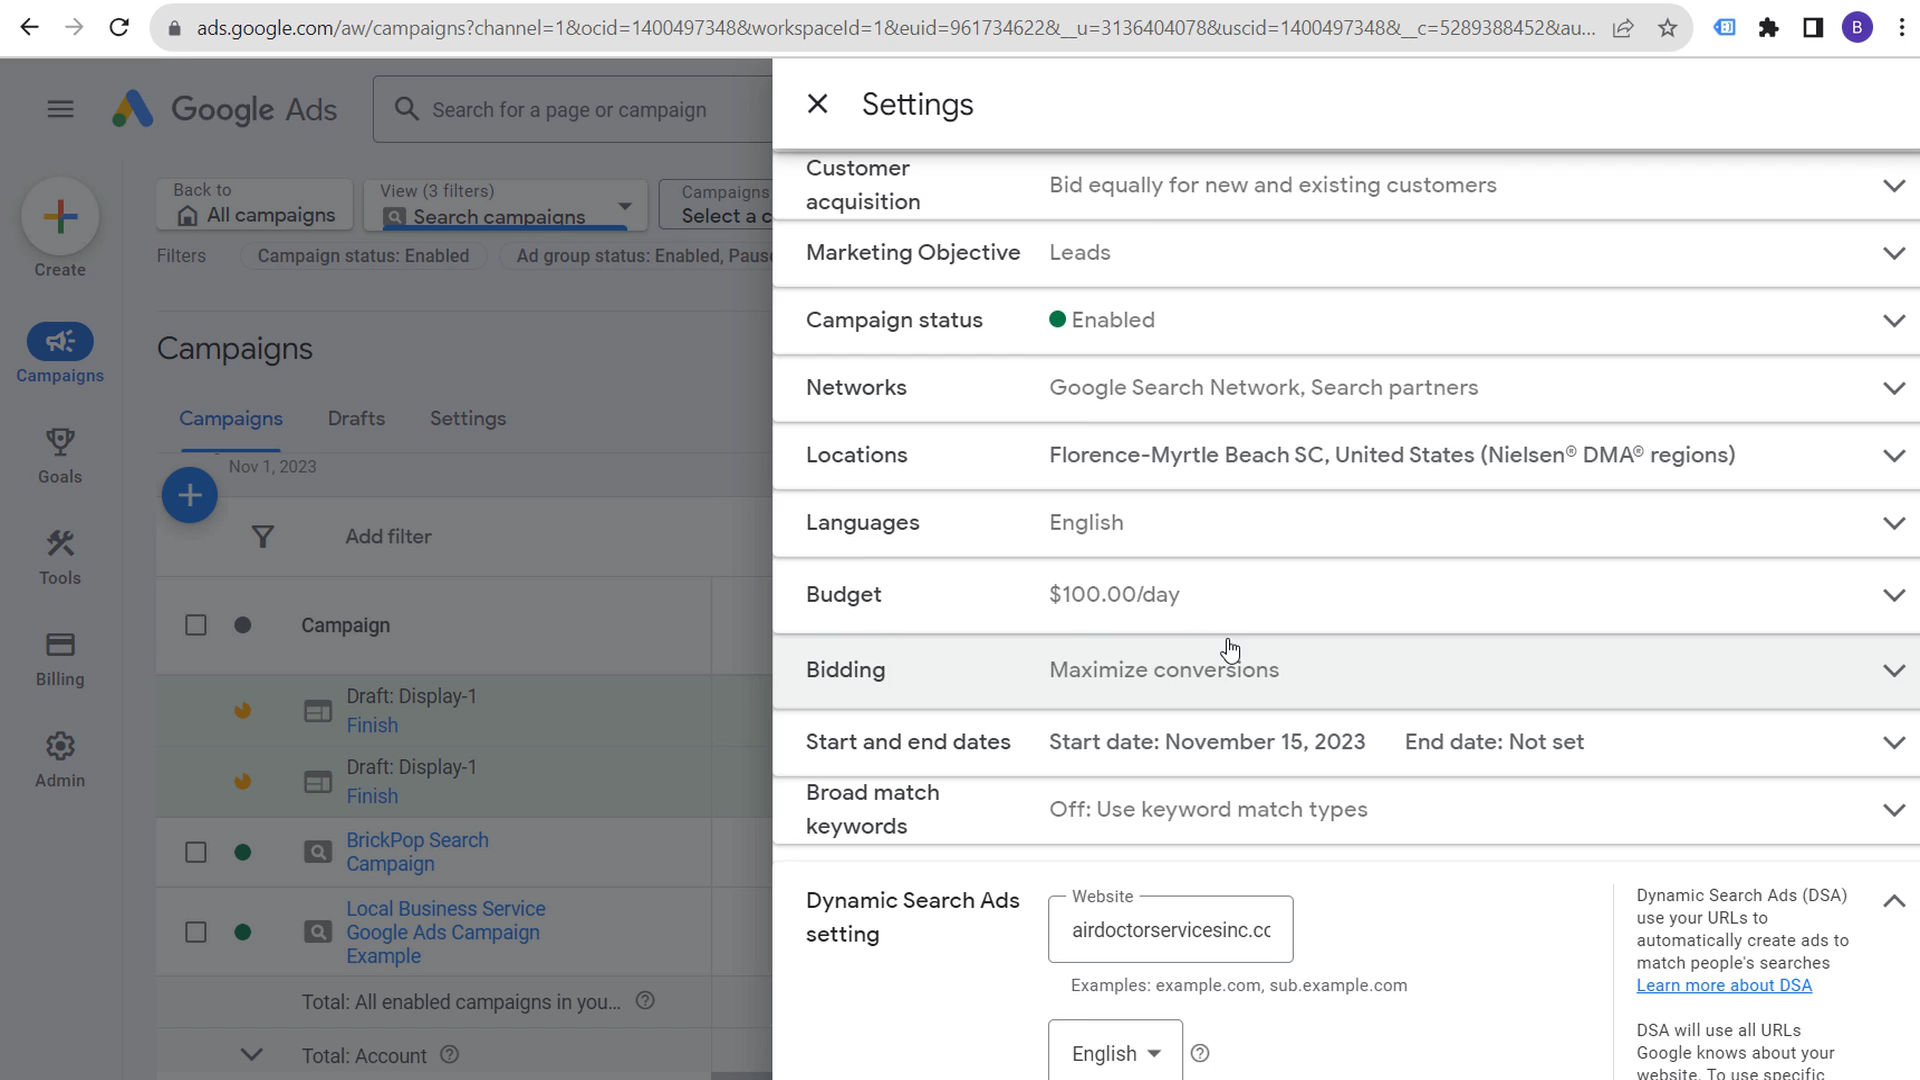 ads.google.com/aw/campaigns?channel=1&ocid=1400497348&workspaceId=1&euid=961734622&__u=3136404078&uscid=1400497348&__c=5289388452&au...
B
Google Ads
Search for a page or campaign
Create
Campaigns
Goals
Tools
Billing
Admin
Back to
All campaigns
View (3 filters)
Search campaigns
Campaigns
Select a c
Filters
Campaign status: Enabled
Ad group status: Enabled, Paus
Campaigns
Campaigns
Drafts
Settings
Nov 1, 2023
Add filter
Campaign
Draft: Display-1
Finish
Draft: Display-1
Finish
BrickPop Search
Campaign
Local Business Service
Google Ads Campaign
Example
Total: All enabled campaigns in you...
Total: Account
Settings
Customer
acquisition
Bid equally for new and existing customers
Marketing Objective
Leads
Campaign status
Enabled
Networks
Google Search Network, Search partners
Locations
Florence-Myrtle Beach SC, United States (Nielsen® DMA® regions)
Languages
English
Budget
$100.00/day
Bidding
Maximize conversions
Start and end dates
Start date: November 15, 2023
End date: Not set
Broad match
keywords
Off: Use keyword match types
Dynamic Search Ads
setting
Website
airdoctorservicesinc.cc
Examples: example.com, sub.example.com
English
Dynamic Search Ads (DSA)
use your URLs to
automatically create ads to
match people's searches
Learn more about DSA
DSA will use all URLs
Google knows about your
website. To use specific